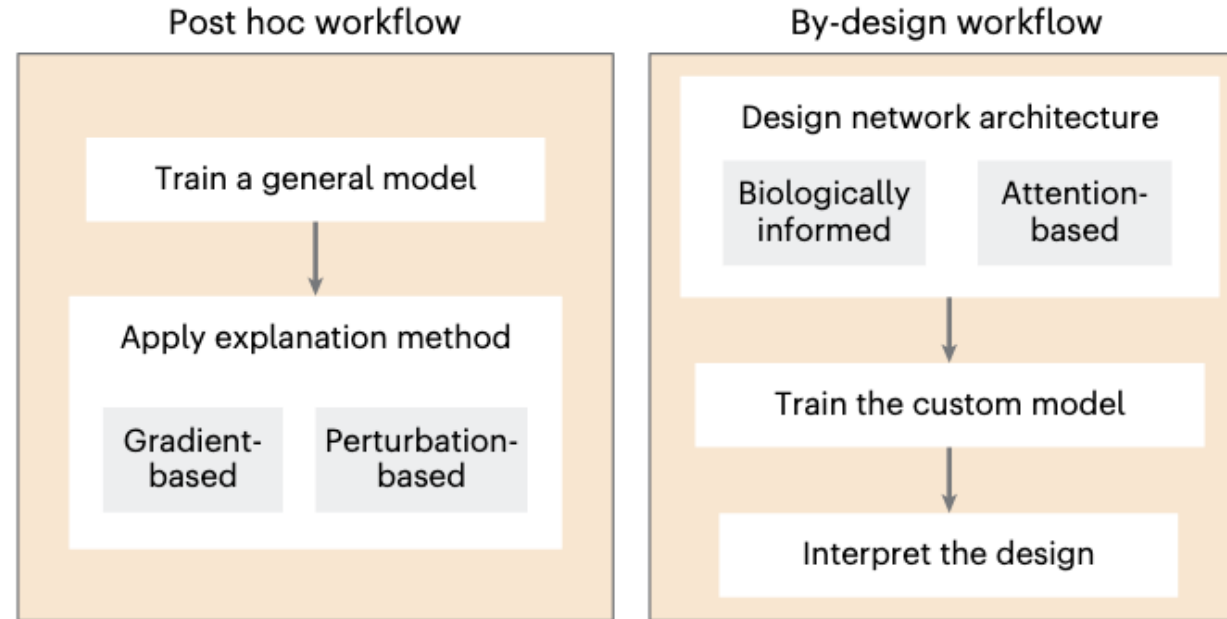 Post hoc workflow
Train a general model
Apply explanation method
Gradient-
based
Perturbation-
based
By-design workflow
Design network architecture
Biologically
informed
Attention-
based
Train the custom model
Interpret the design